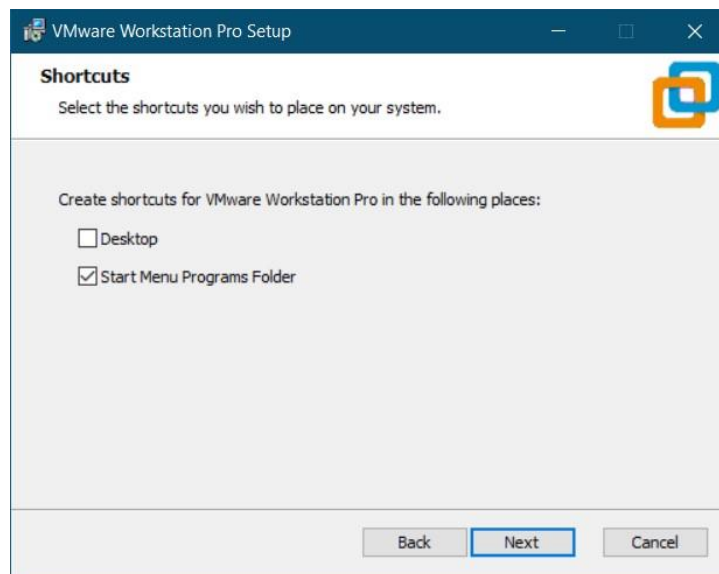 VMware Workstation Pro Setup
Shortcuts
Select the shortcuts you wish to place on your system.
Create shortcuts for VMware Workstation Pro in the following places:
Desktop
Start Menu Programs Folder
Back Next Cancel